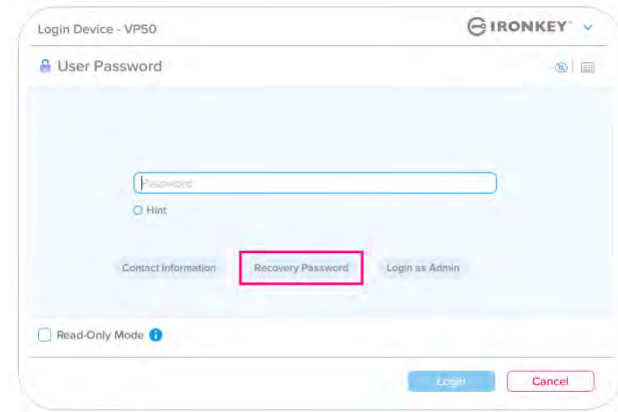 Login Device - VP50
IRONKEY
User Password
Password
Hint
Contact Information
Recovery Password
Login as Admin
Read-Only Mode
Login
Cancel